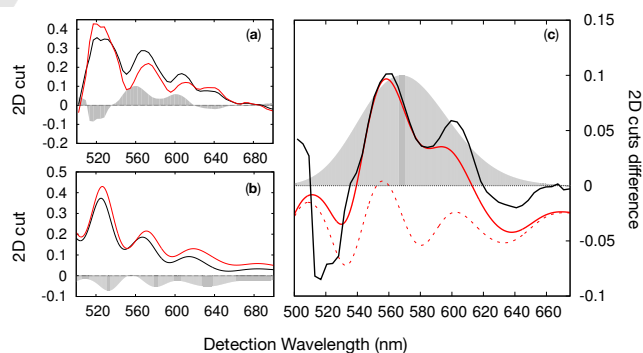 (a)
2D cut
0.4
0.3
0.2
0.1
0
-0.1
-0.2
520 560 600 640 680
(b)
2D cut
0.5
0.4
0.3
0.2
0.1
0
-0.1
520 560 600 640 680
(c)
0.15
0.1
0.05
0
-0.05
-0.1
2D cuts difference
500 520 540 560 580 600 620 640 660
Detection Wavelength (nm)